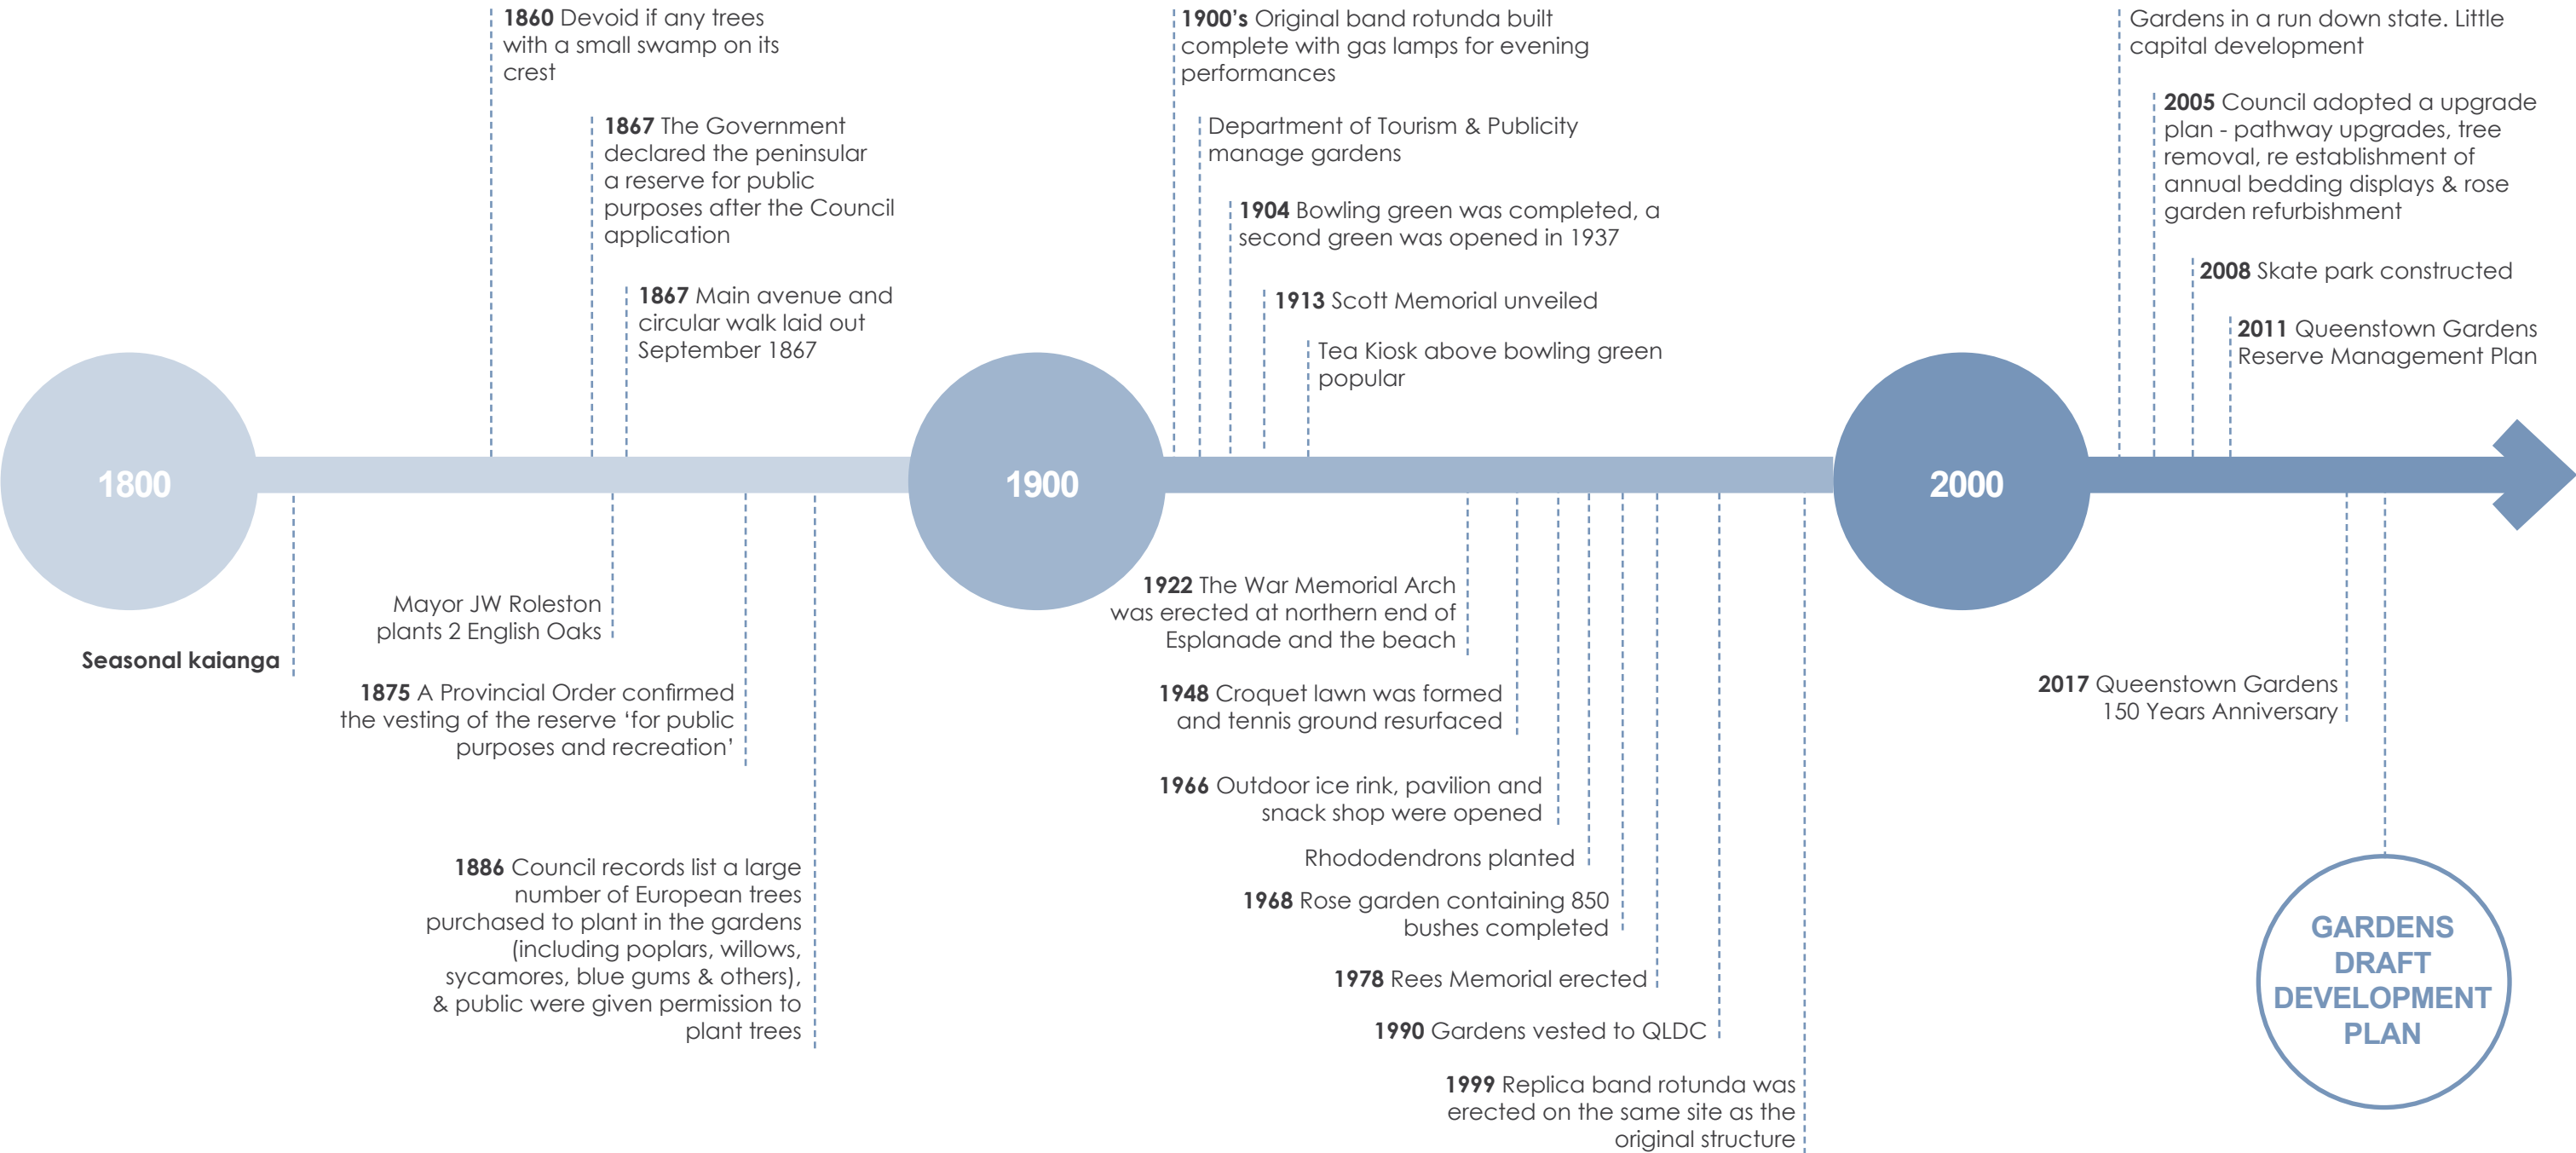 1860 Devoid if any trees
with a small swamp on its
crest
1867 The Government
declared the peninsular
a reserve for public
purposes after the Council
application
1867 Main avenue and
circular walk laid out
September 1867
1900’s Original band rotunda built
complete with gas lamps for evening
performances
Department of Tourism & Publicity
manage gardens
1904 Bowling green was completed, a
second green was opened in 1937
1913 Scott Memorial unveiled
Tea Kiosk above bowling green
popular
Gardens in a run down state. Little
capital development
2005 Council adopted a upgrade
plan - pathway upgrades, tree
removal, re establishment of
annual bedding displays & rose
garden refurbishment
2008 Skate park constructed
2011 Queenstown Gardens
Reserve Management Plan
1800
1900
2000
Seasonal kaianga
Mayor JW Roleston
plants 2 English Oaks
1875 A Provincial Order confirmed
the vesting of the reserve ‘for public
purposes and recreation’
1886 Council records list a large
number of European trees
purchased to plant in the gardens
(including poplars, willows,
sycamores, blue gums & others),
& public were given permission to
plant trees
1922 The War Memorial Arch
was erected at northern end of
Esplanade and the beach
1948 Croquet lawn was formed
and tennis ground resurfaced
1966 Outdoor ice rink, pavilion and
snack shop were opened
Rhododendrons planted
1968 Rose garden containing 850
bushes completed
1978 Rees Memorial erected
1990 Gardens vested to QLDC
1999 Replica band rotunda was
erected on the same site as the
original structure
2017 Queenstown Gardens
150 Years Anniversary
GARDENS
DRAFT
DEVELOPMENT
PLAN